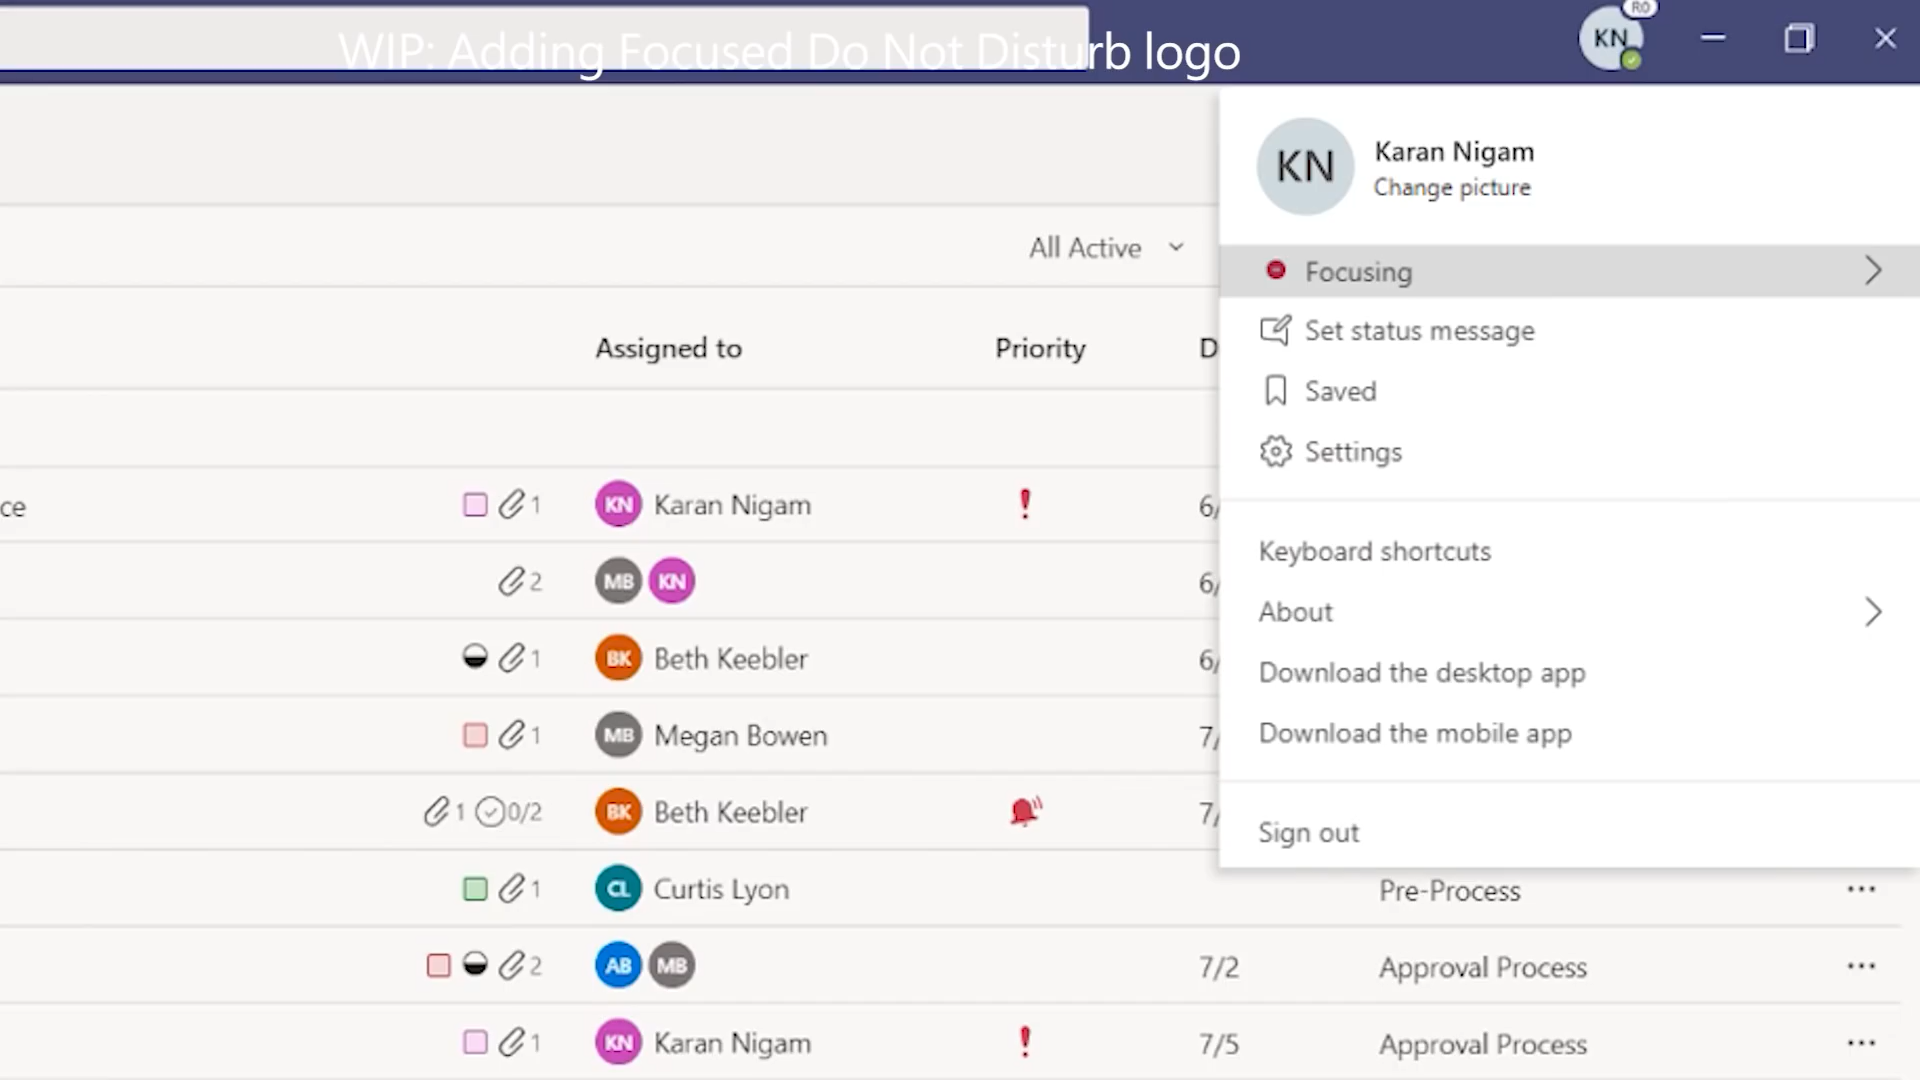 WIP: Adding Focused Do Not Disturb logo
KN
RO
KN
Karan Nigam
Change picture
All Active
Focusing
Set status message
Saved
Settings
Assigned to
Priority
D
ce
1
KN
Karan Nigam
6/
Keyboard shortcuts
2
MB
KN
6/
About
1
BK
Beth Keebler
6/
Download the desktop app
1
MB
Megan Bowen
7/
Download the mobile app
1
0/2
BK
Beth Keebler
7/
Sign out
1
CL
Curtis Lyon
Pre-Process
2
AB
MB
7/2
Approval Process
1
KN
Karan Nigam
7/5
Approval Process